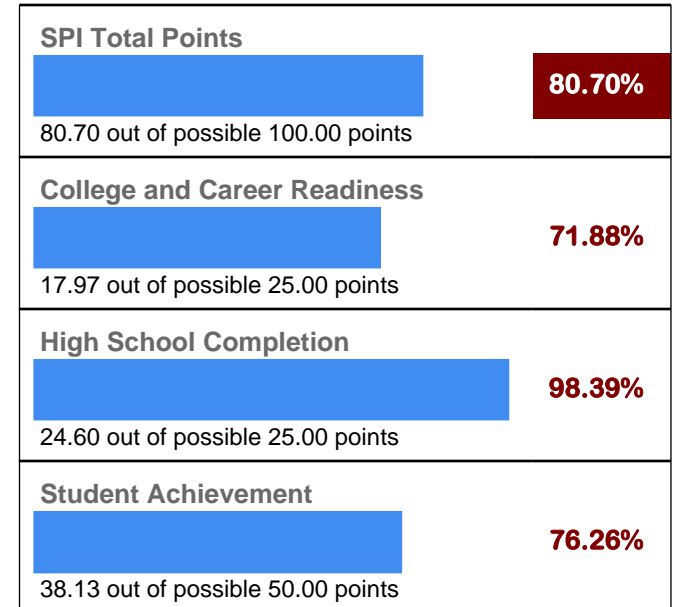 SPI Total Points
80.70%
80.70 out of possible 100.00 points
College and Career Readiness
71.88%
17.97 out of possible 25.00 points
High School Completion
98.39%
24.60 out of possible 25.00 points
Student Achievement
76.26%
38.13 out of possible 50.00 points